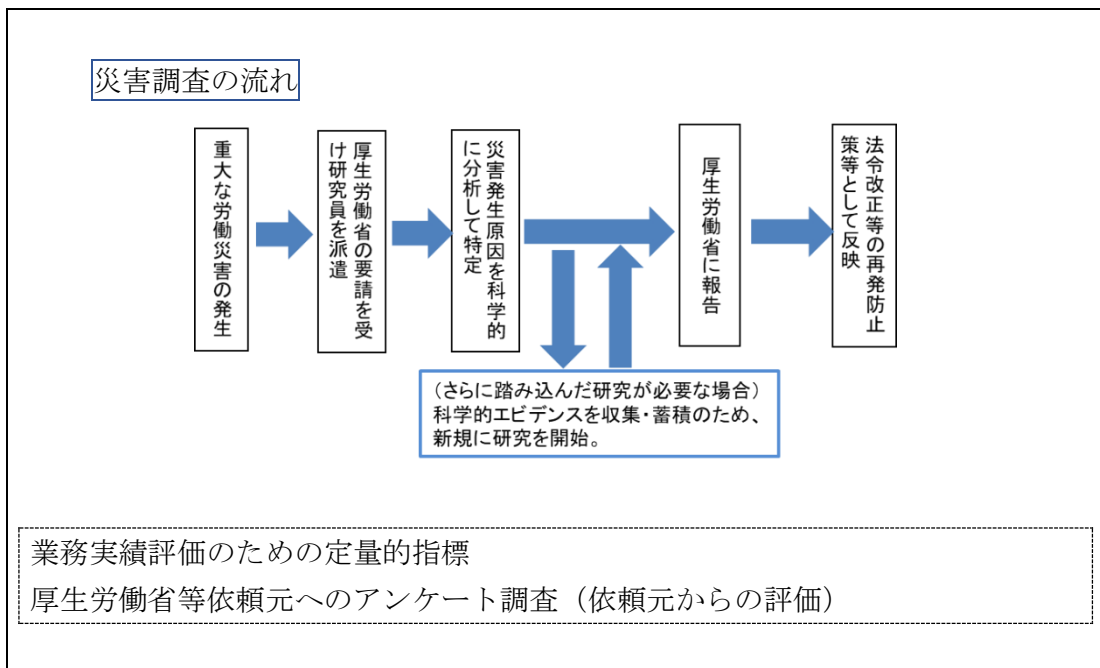 災害調査の流れ
重大な労働災害の発生
厚生労働省の要請を受
け研究員を派遣
災害発生原因を科学的
に分析して特定
厚生労働省に報告
法令改正等の再発防止
策等として反映
（さらに踏み込んだ研究が必要な場合）
科学的エビデンスを収集・蓄積のため、
新規に研究を開始。
業務実績評価のための定量的指標
厚生労働省等依頼元へのアンケート調査（依頼元からの評価）